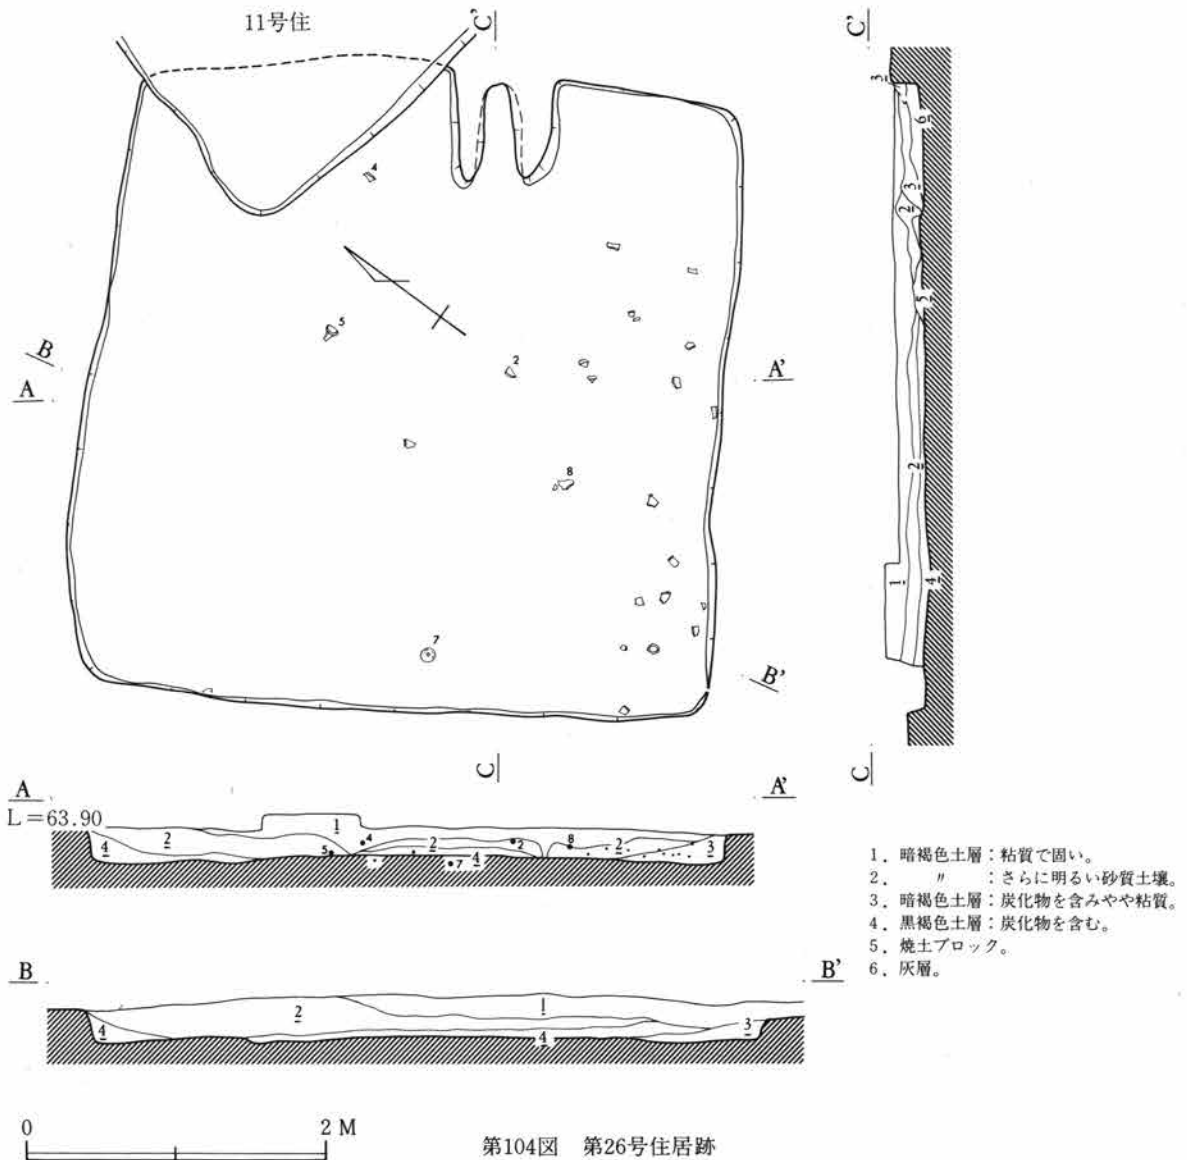 11号住
C'
C'
4
5
2
8
7
B
A
A'
B'
C
C
3
6
3
2
5
2
1
4
A
A'
L=63.90
4
2
5
1
4
2
4
7
2
8
2
3
B
B'
4
2
1
4
3
1．暗褐色土層：粘質で固い。
2．　〃　：さらに明るい砂質土壌。
3．暗褐色土層：炭化物を含みやや粘質。
4．黒褐色土層：炭化物を含む。
5．焼土ブロック。
6．灰層。
0 2 M
第104図　第26号住居跡